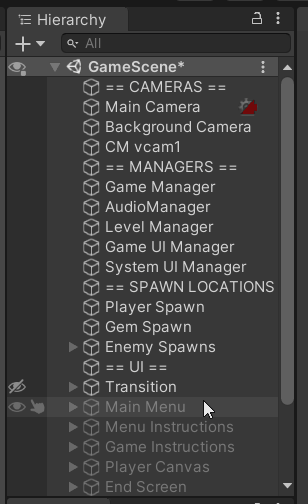 Hierarchy
All
GameScene*
== CAMERAS ==
Main Camera
Background Camera
CM vcam1
== MANAGERS ==
Game Manager
AudioManager
Level Manager
Game UI Manager
System UI Manager
== SPAWN LOCATIONS
Player Spawn
Gem Spawn
Enemy Spawns
== UI ==
Transition
Main Menu
Menu Instructions
Game Instructions
Player Canvas
End Screen